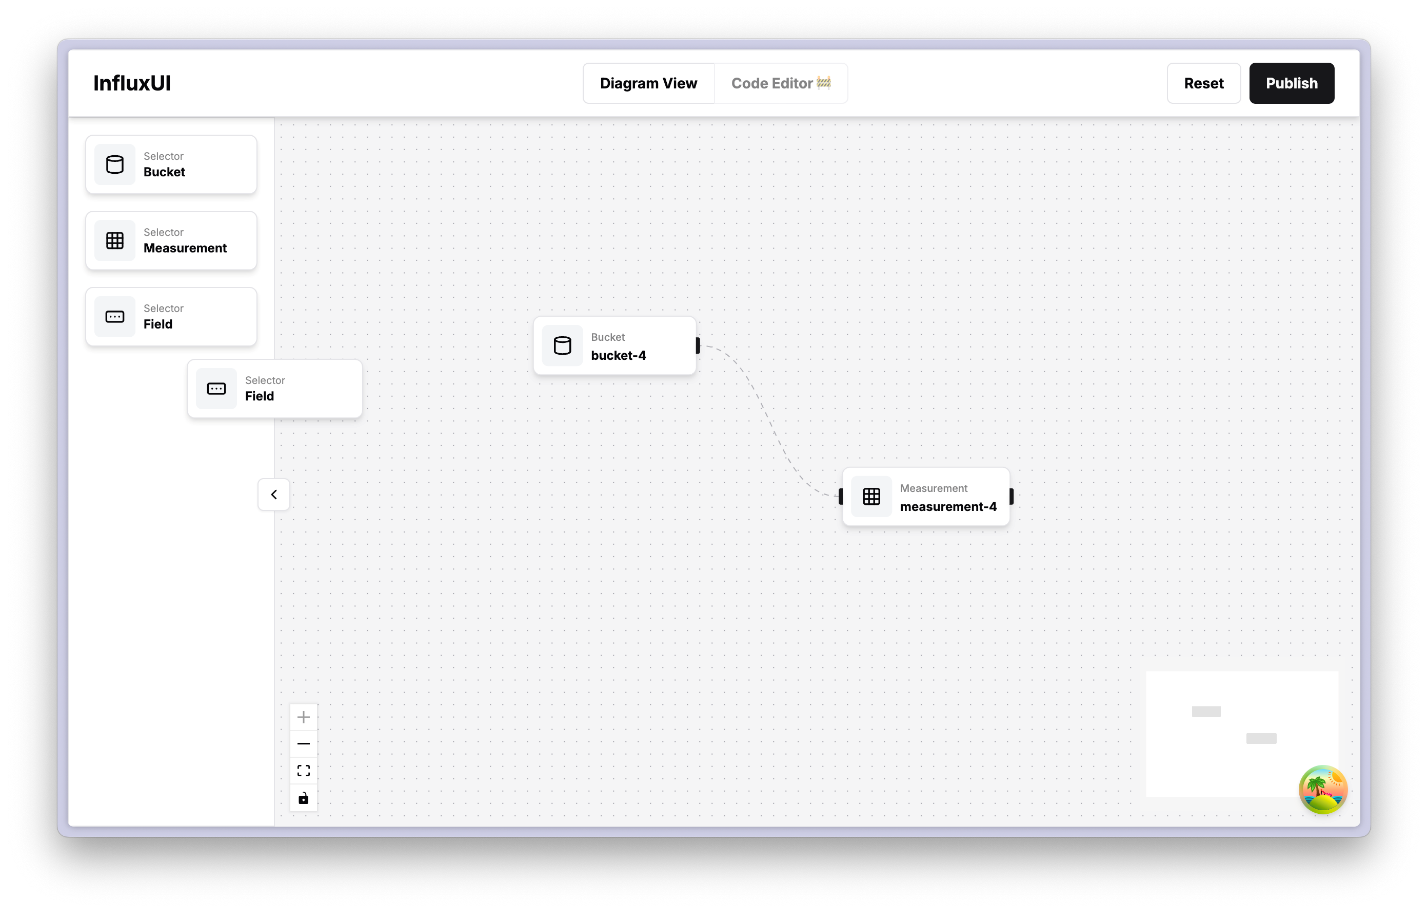 InfluxUI
Diagram View
Code Editor🚧
Reset
Publish
Selector
Bucket
Selector
Measurement
Selector
Field
Selector
Field
Bucket
bucket-4
Measurement
measurement-4